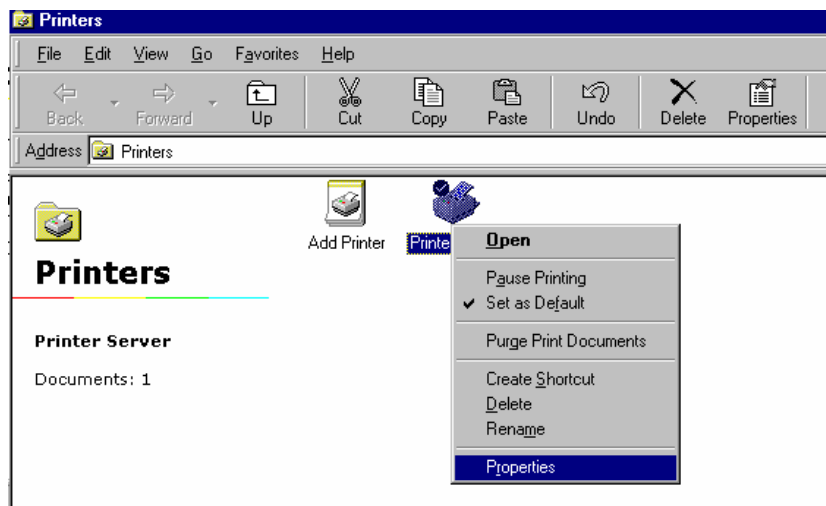 Printers
File Edit View Go Favorites Help
Back Forward Up Cut Copy Paste Undo Delete Properties
Address Printers
Add Printer Printe
Printers
Printer Server
Documents: 1
Open
Pause Printing
Set as Default
Purge Print Documents
Create Shortcut
Delete
Rename
Properties